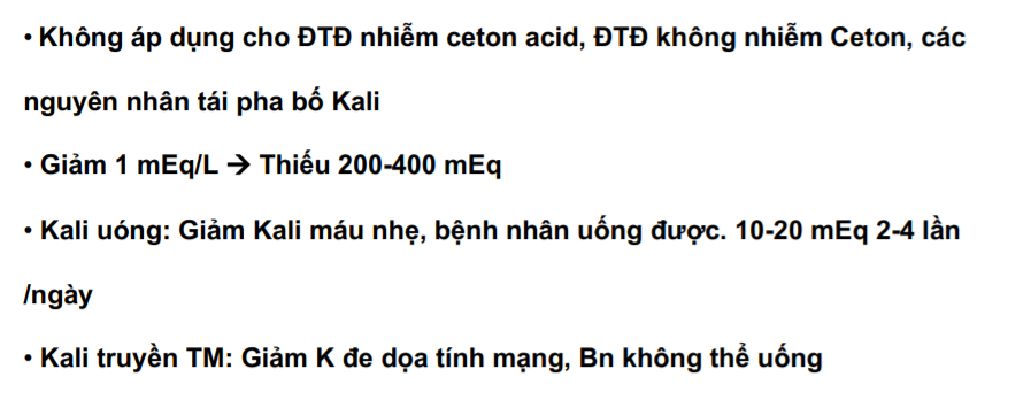 • Không áp dụng cho ĐTĐ nhiễm ceton acid, ĐTĐ không nhiễm Ceton, các
nguyên nhân tái pha bố Kali
• Giảm 1 mEq/L → Thiếu 200-400 mEq
• Kali uóng: Giảm Kali máu nhẹ, bệnh nhân uống được. 10-20 mEq 2-4 lần
/ngày
• Kali truyền TM: Giảm K đe dọa tính mạng, Bn không thể uống